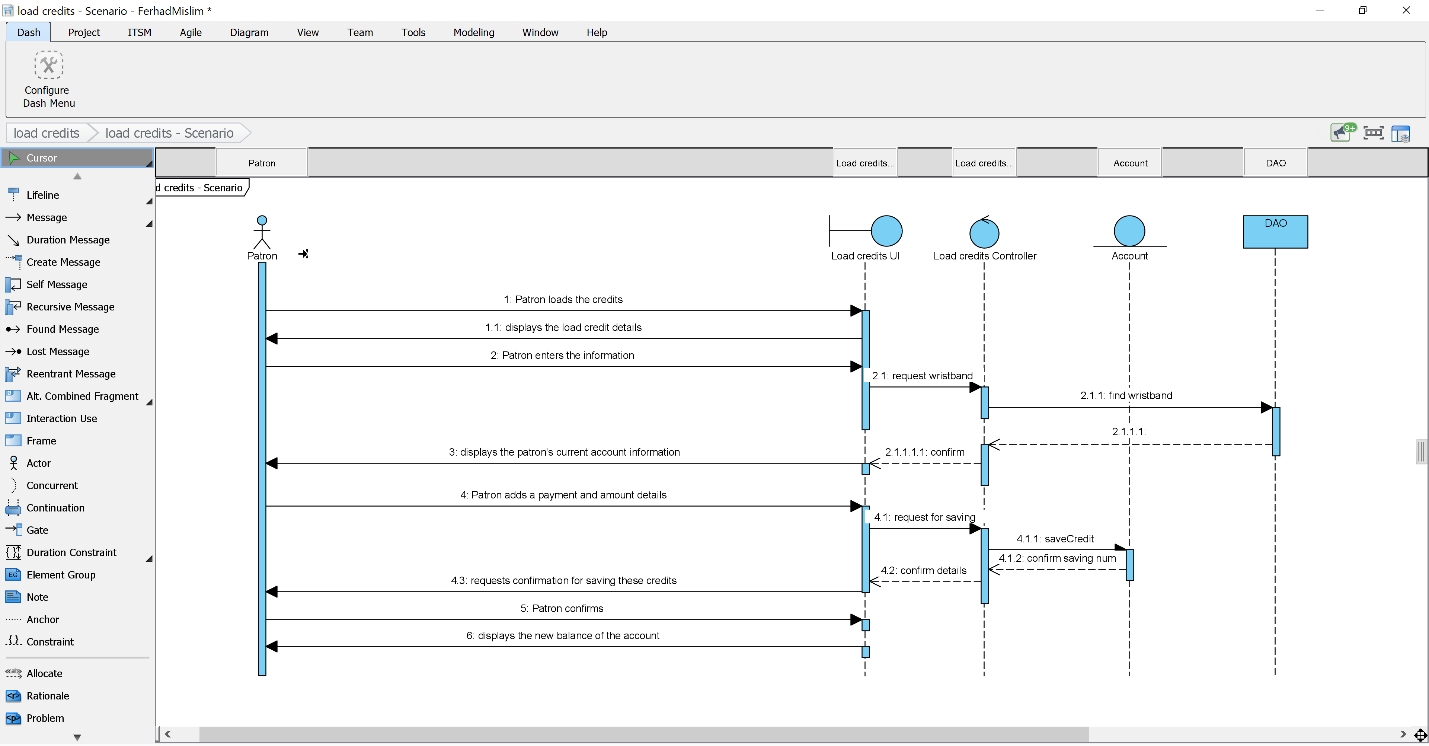 load credits - Scenario - FerhadMislim *
Dash Project ITSM Agile Diagram View Team Tools Modeling Window Help
Configure
Dash Menu
load credits load credits - Scenario
9+
Cursor
Lifeline
Message
Duration Message
Create Message
Self Message
Recursive Message
Found Message
Lost Message
Reentrant Message
Alt. Combined Fragment
Interaction Use
Frame
Actor
Concurrent
Continuation
Gate
Duration Constraint
EG Element Group
Note
Anchor
Constraint
Allocate
Rationale
Problem
Patron Load credits... Load credits... Account DAO
d credits - Scenario
DAO
Patron Load credits UI Load credits Controller Account
1: Patron loads the credits
1.1: displays the load credit details
2: Patron enters the information
2.1: request wristband
2.1.1: find wristband
2.1.1.1:
3: displays the patron's current account information
2.1.1.1.1: confirm
4: Patron adds a payment and amount details
4.1: request for saving
4.1.1: saveCredit
4.1.2: confirm saving num
4.2: confirm details
4.3: requests confirmation for saving these credits
5: Patron confirms
6: displays the new balance of the account